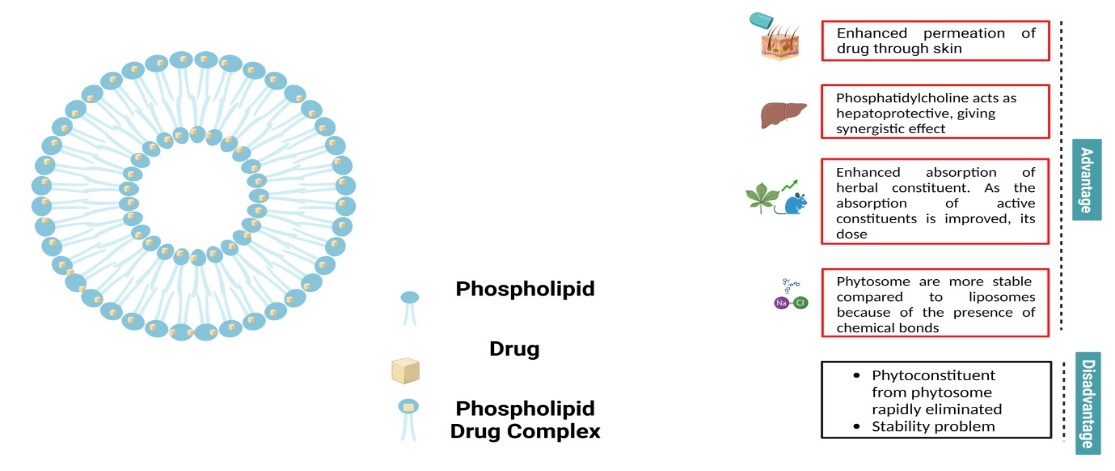 Phospholipid
Drug
Phospholipid
Drug Complex
Enhanced permeation of
drug through skin
Phosphatidylcholine acts as
hepatoprotective, giving
synergistic effect
Enhanced absorption of
herbal constituent. As the
absorption of active
constituents is improved, its
dose
Na Cl
Phytosome are more stable
compared to liposomes
because of the presence of
chemical bonds
Advantage
• Phytoconstituent
from phytosome
rapidly eliminated
• Stability problem
Disadvantage